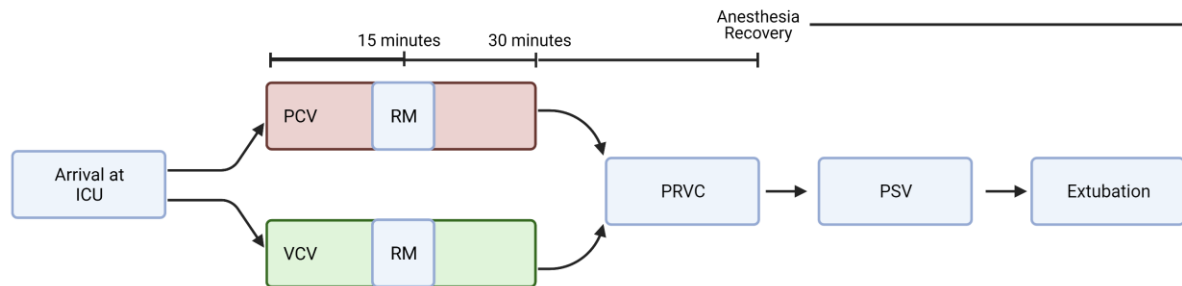 Anesthesia
Recovery
15 minutes
30 minutes
PCV
RM
Arrival at
ICU
PRVC
PSV
Extubation
VCV
RM